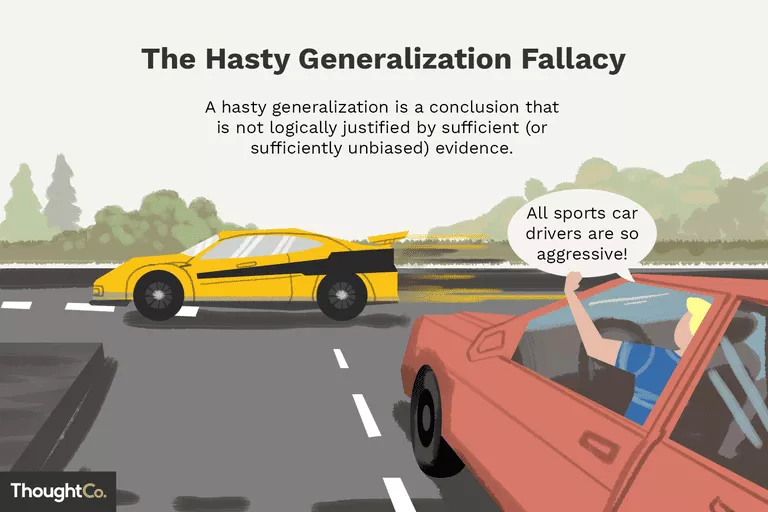 The Hasty Generalization Fallacy
A hasty generalization is a conclusion that
is not logically justified by sufficient (or
sufficiently unbiased) evidence.
All sports car
drivers are so
aggressive!
ThoughtCo.